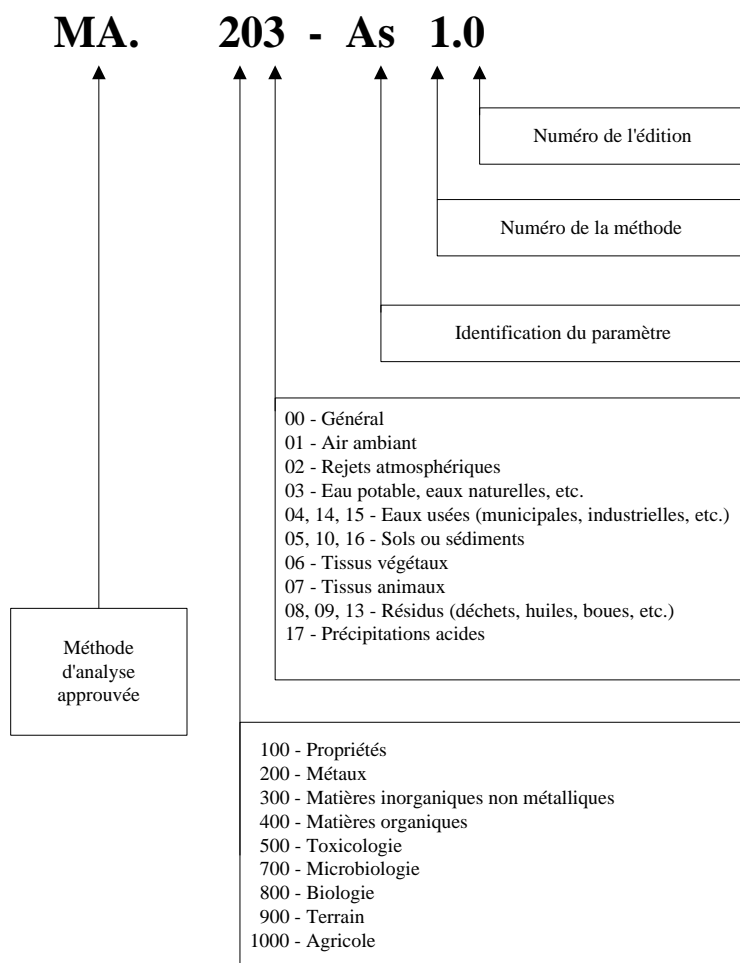 MA. 203 - As 1.0
Numéro de l'édition
Numéro de la méthode
Identification du paramètre
00 - Général
01 - Air ambiant
02 - Rejets atmosphériques
03 - Eau potable, eaux naturelles, etc.
04, 14, 15 - Eaux usées (municipales, industrielles, etc.)
05, 10, 16 - Sols ou sédiments
06 - Tissus végétaux
07 - Tissus animaux
08, 09, 13 - Résidus (déchets, huiles, boues, etc.)
17 - Précipitations acides
Méthode
d'analyse
approuvée
100 - Propriétés
200 - Métaux
300 - Matières inorganiques non métalliques
400 - Matières organiques
500 - Toxicologie
700 - Microbiologie
800 - Biologie
900 - Terrain
1000 - Agricole